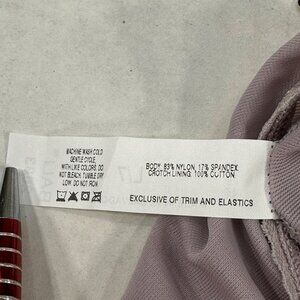 MACHINE WASH COLD
GENTLE CYCLE
WITH LIKE COLORS. DO
NOT BLEACH. TUMBLE DRY
LOW. DO NOT IRON
BODY: 83% NYLON, 17% SPANDEX
CROTCH LINING: 100% COTTON
EXCLUSIVE OF TRIM AND ELASTICS